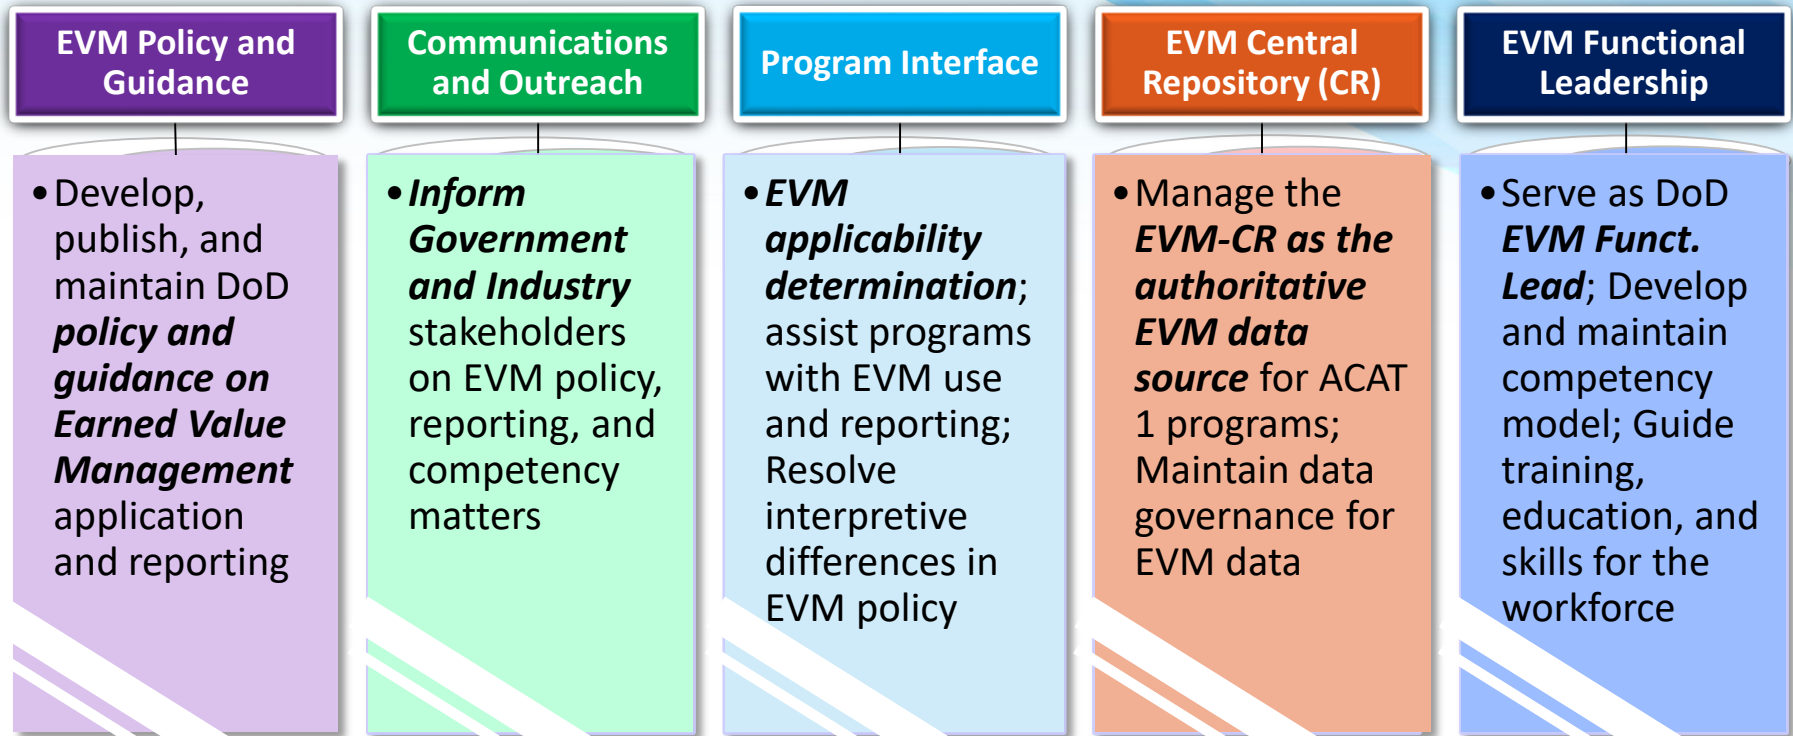 EVM Policy and
Guidance
• Develop,
publish, and
maintain DoD
policy and
guidance on
Earned Value
Management
application
and reporting
Communications
and Outreach
• Inform
Government
and Industry
stakeholders
on EVM policy,
reporting, and
competency
matters
Program Interface
• EVM
applicability
determination;
assist programs
with EVM use
and reporting;
Resolve
interpretive
differences in
EVM policy
EVM Central
Repository (CR)
• Manage the
EVM-CR as the
authoritative
EVM data
source for ACAT
1 programs;
Maintain data
governance for
EVM data
EVM Functional
Leadership
• Serve as DoD
EVM Funct.
Lead; Develop
and maintain
competency
model; Guide
training,
education, and
skills for the
workforce